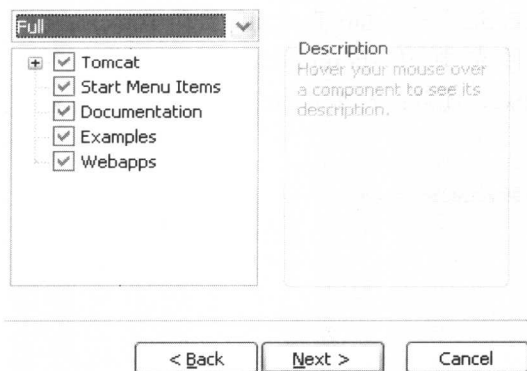 Full
Tomcat
Start Menu Items
Documentation
Examples
Webapps
Description
Hover your mouse over
a component to see its
description.
< Back
Next >
Cancel